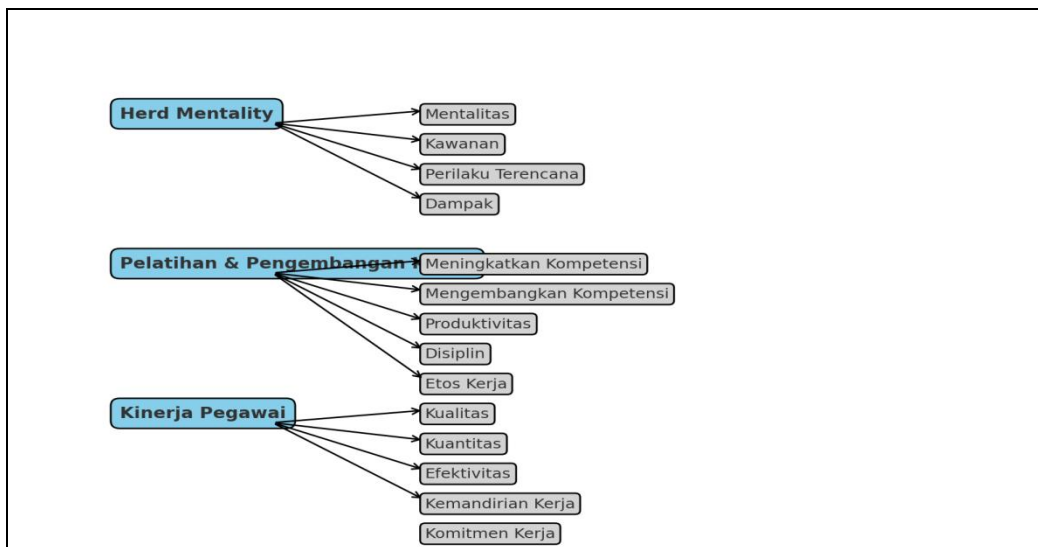 Herd Mentality
Mentalitas
Kawanan
Perilaku Terencana
Dampak
Pelatihan & Pengembangan
Meningkatkan Kompetensi
Mengembangkan Kompetensi
Produktivitas
Disiplin
Etos Kerja
Kinerja Pegawai
Kualitas
Kuantitas
Efektivitas
Kemandirian Kerja
Komitmen Kerja